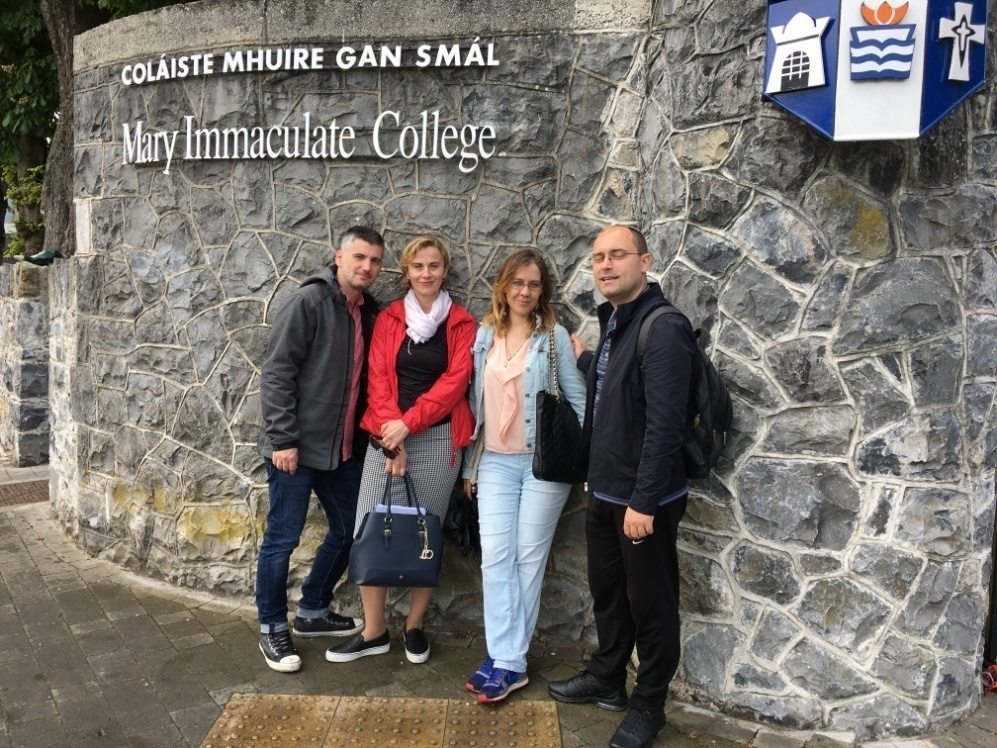 COLÁISTE MHUIRE GAN SMÁL
Mary Immaculate College